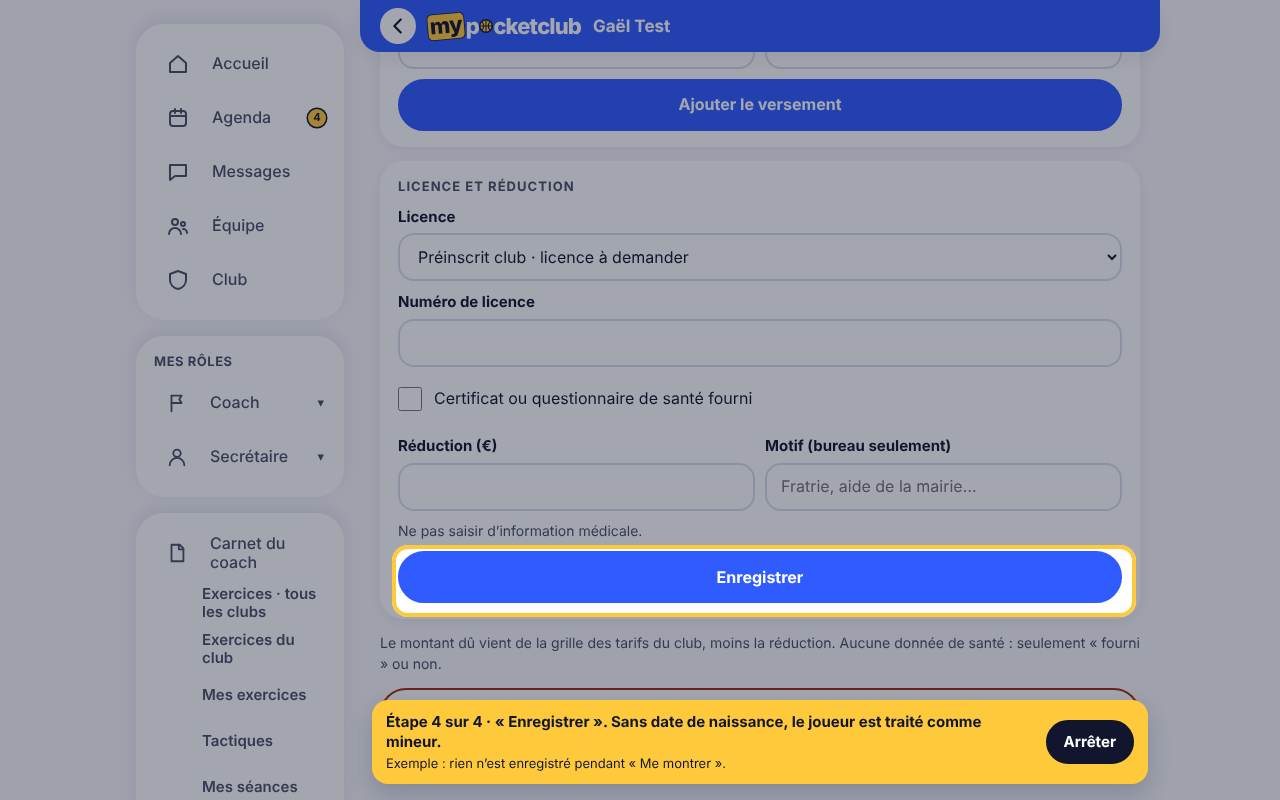 mypocketclub Gaël Test
Accueil
Agenda 4
Messages
Équipe
Club
MES RÔLES
Coach ▾
Secrétaire ▾
Carnet du
coach
Exercices · tous
les clubs
Exercices du
club
Mes exercices
Tactiques
Mes séances
Ajouter le versement
LICENCE ET RÉDUCTION
Licence
Préinscrit club · licence à demander
Numéro de licence
Certificat ou questionnaire de santé fourni
Réduction (€) Motif (bureau seulement)
Fratrie, aide de la mairie…
Ne pas saisir d’information médicale.
Enregistrer
Le montant dû vient de la grille des tarifs du club, moins la réduction. Aucune donnée de santé : seulement « fourni
» ou non.
Étape 4 sur 4 · « Enregistrer ». Sans date de naissance, le joueur est traité comme
mineur.
Exemple : rien n’est enregistré pendant « Me montrer ».
Arrêter